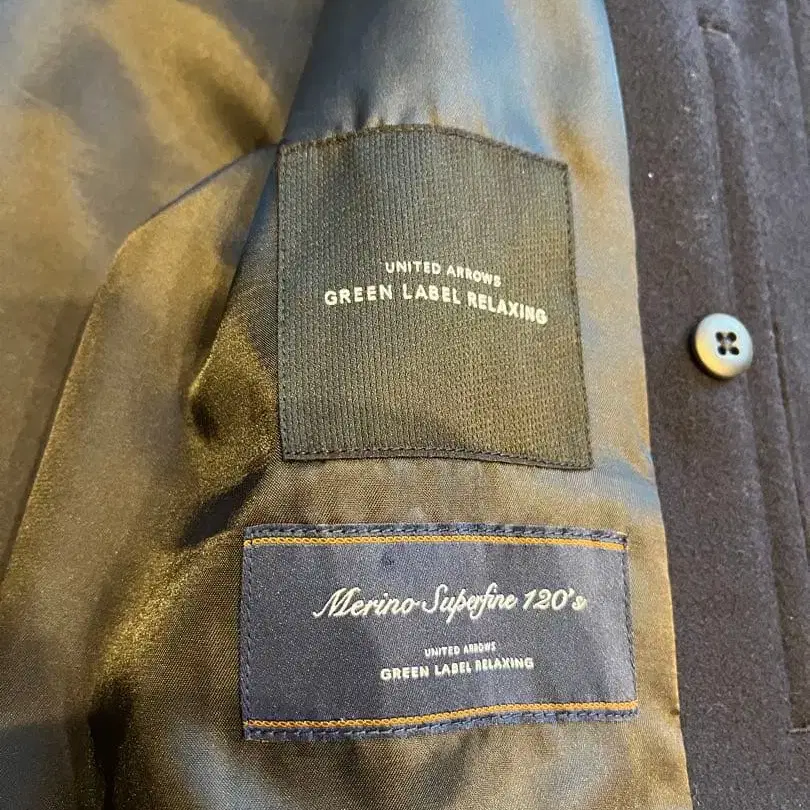 UNITED ARROWS
GREEN LABEL RELAXING
Merino Superfine 120's
UNITED ARROWS
GREEN LABEL RELAXING